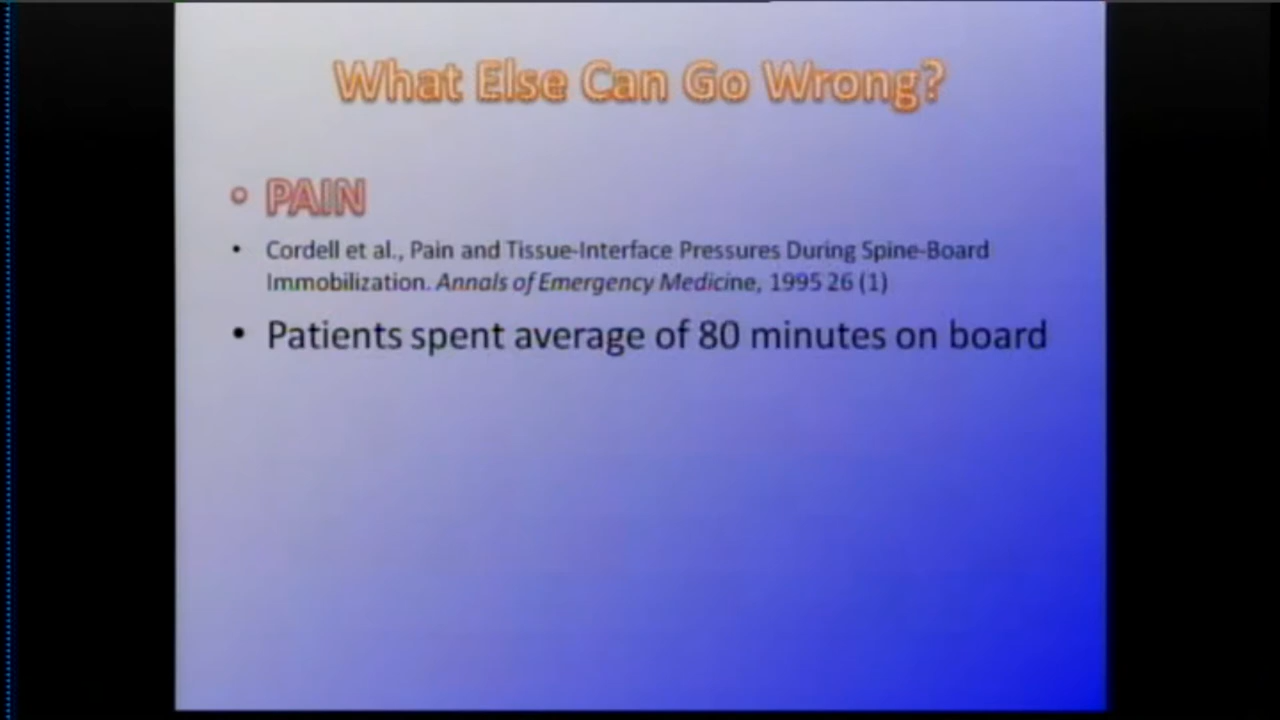 What Else Can Go Wrong?
• PAIN
• Cordell et al., Pain and Tissue-Interface Pressures During Spine-Board
Immobilization. Annals of Emergency Medicine, 1995 26 (1)
• Patients spent average of 80 minutes on board